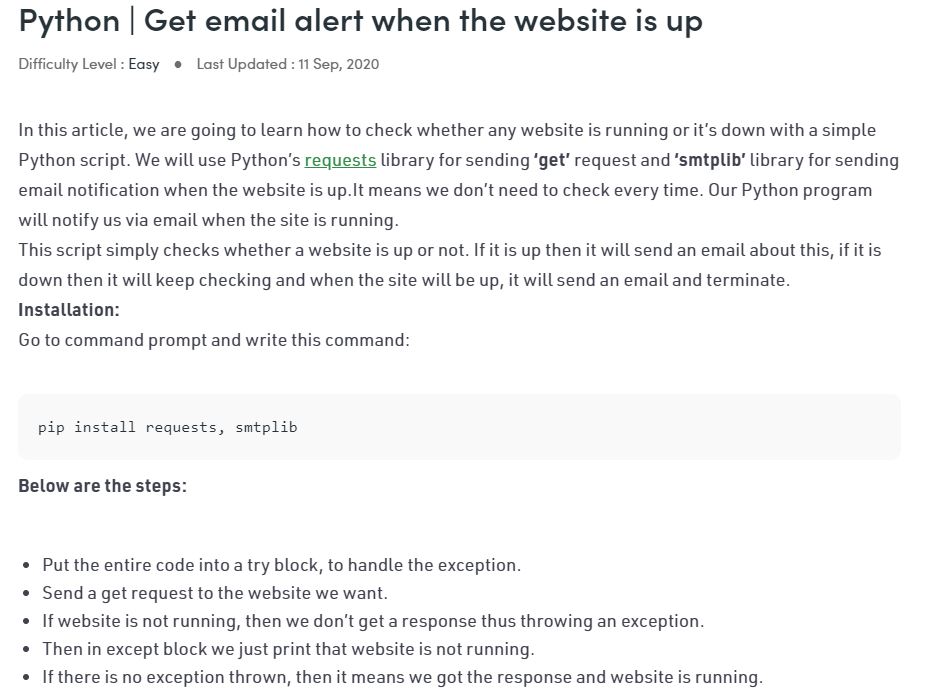 Python | Get email alert when the website is up
Difficulty Level : Easy ● Last Updated : 11 Sep, 2020
In this article, we are going to learn how to check whether any website is running or it’s down with a simple
Python script. We will use Python’s requests library for sending ‘get’ request and ‘smtplib’ library for sending
email notification when the website is up.It means we don’t need to check every time. Our Python program
will notify us via email when the site is running.
This script simply checks whether a website is up or not. If it is up then it will send an email about this, if it is
down then it will keep checking and when the site will be up, it will send an email and terminate.
Installation:
Go to command prompt and write this command:
pip install requests, smtplib
Below are the steps:
• Put the entire code into a try block, to handle the exception.
• Send a get request to the website we want.
• If website is not running, then we don’t get a response thus throwing an exception.
• Then in except block we just print that website is not running.
• If there is no exception thrown, then it means we got the response and website is running.